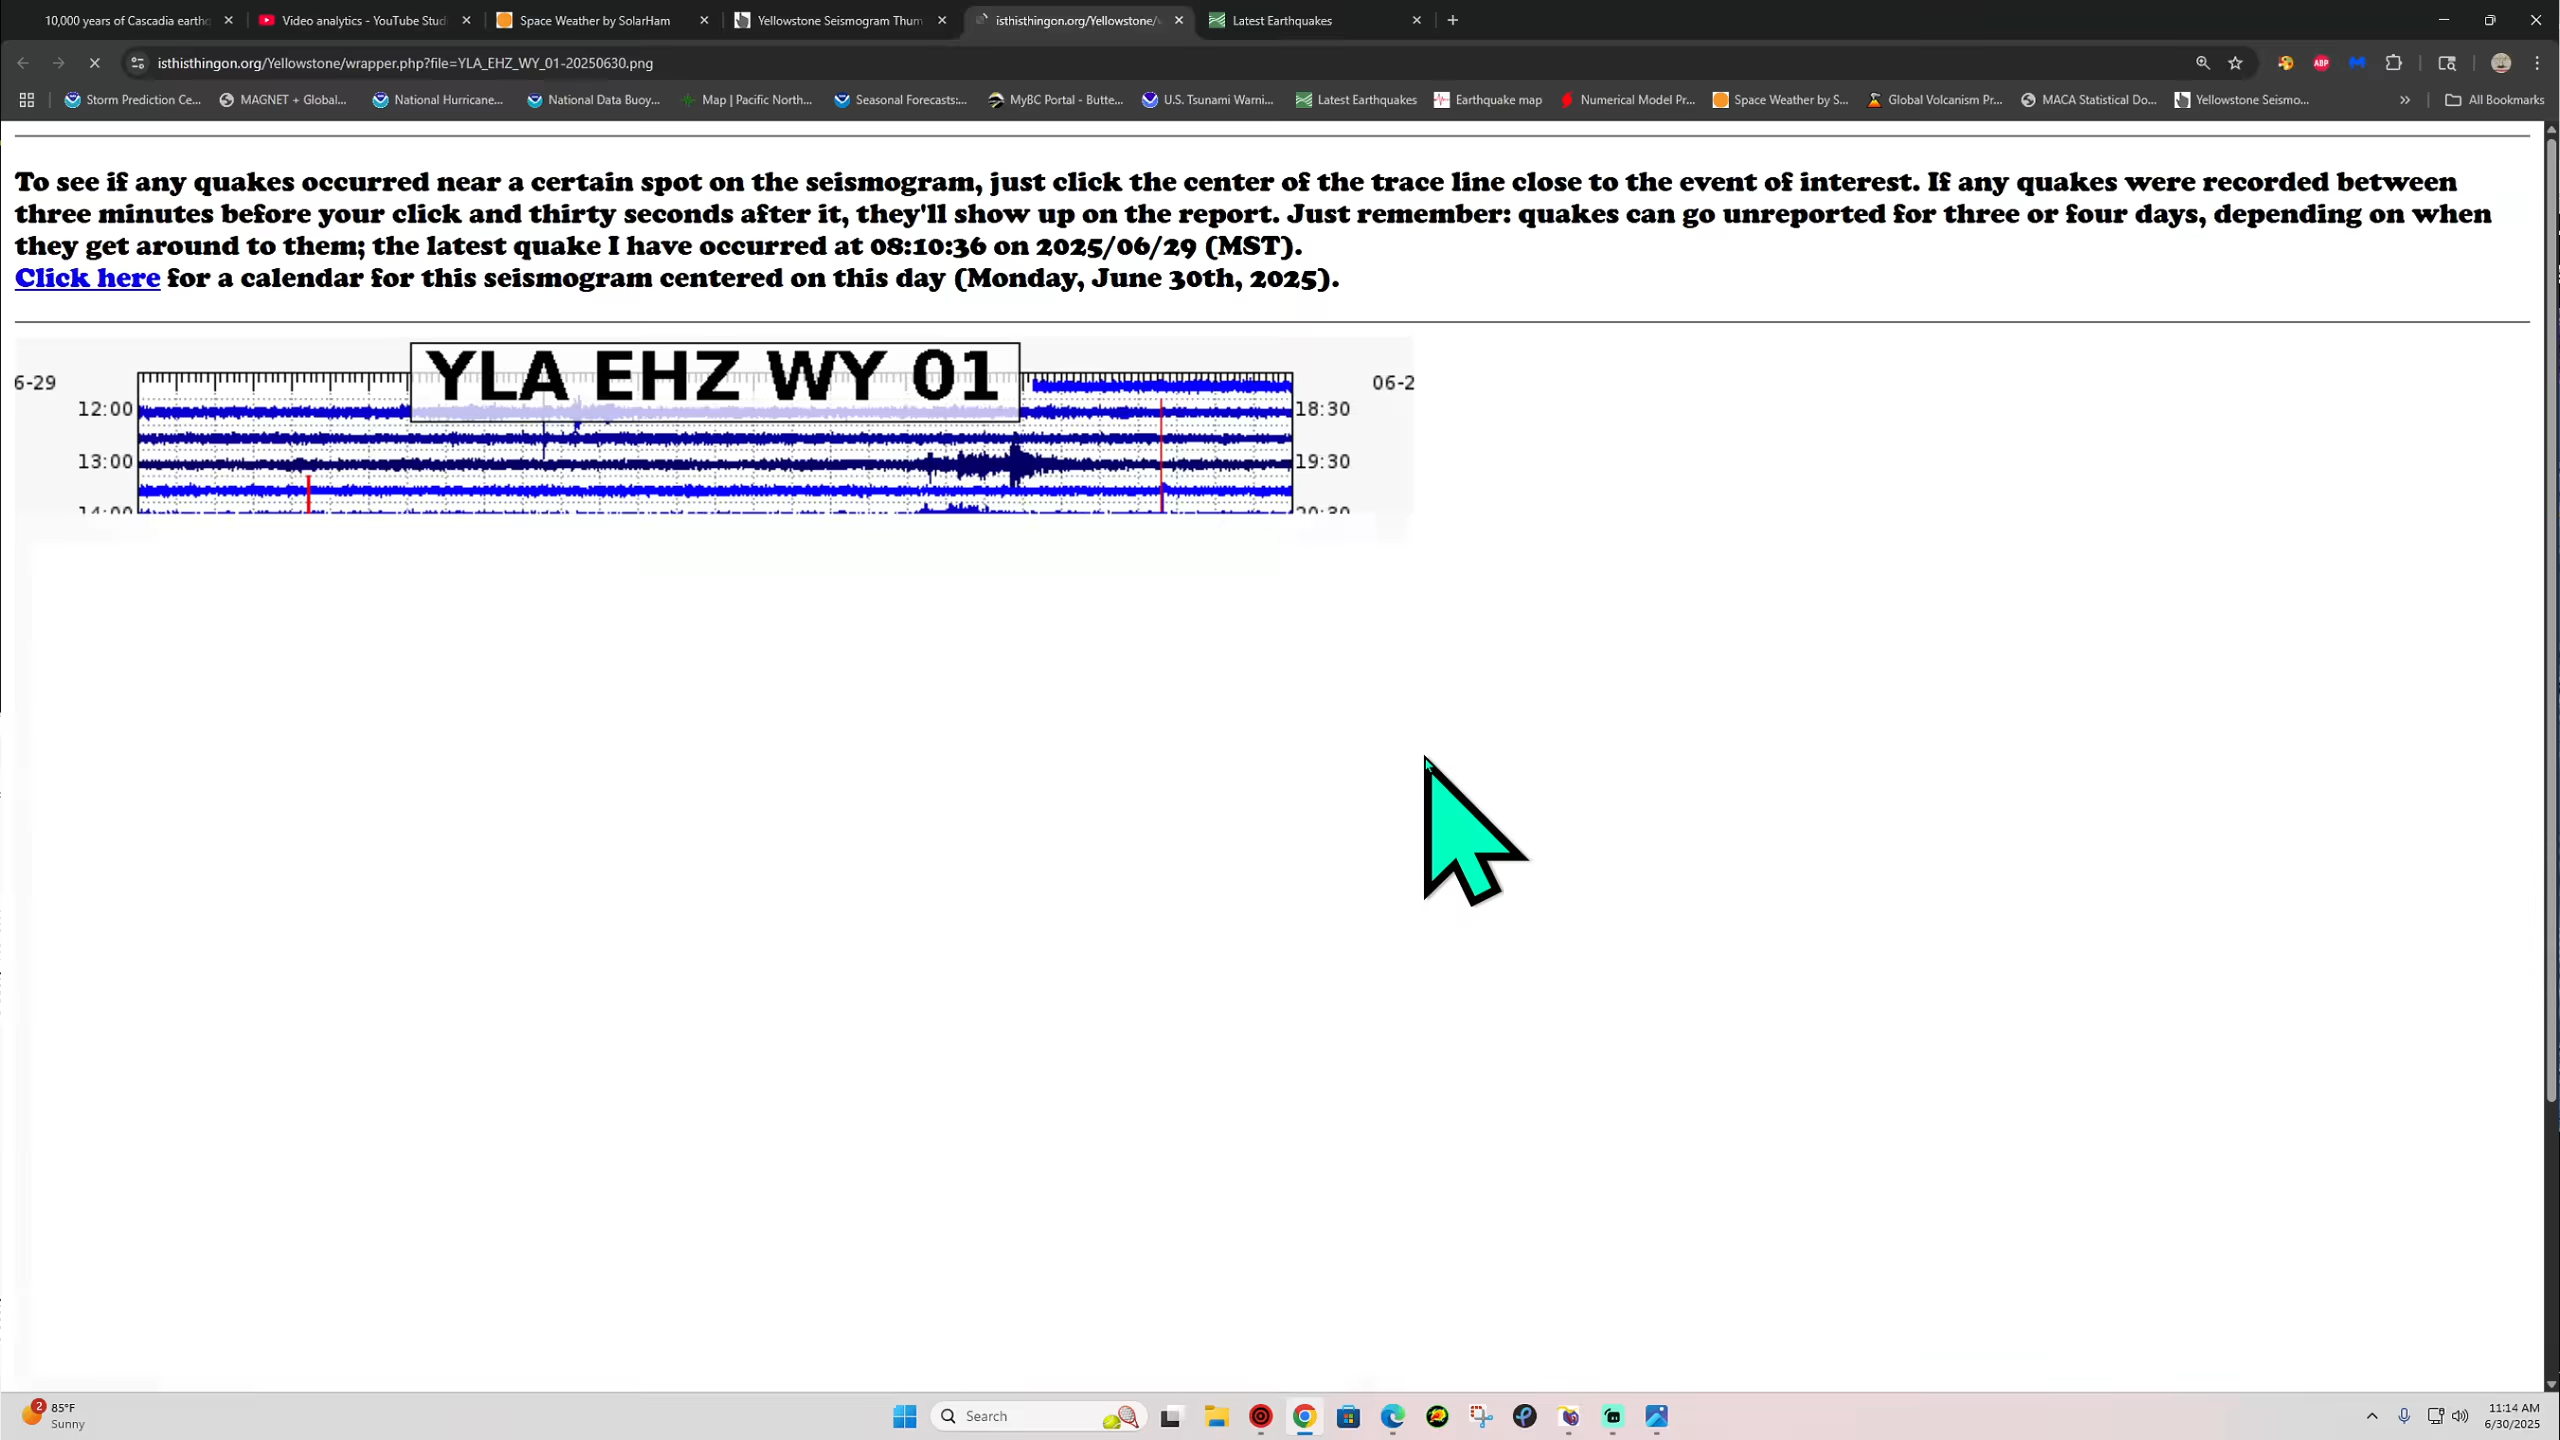 10,000 years of Cascadia earthq
Video analytics - YouTube Studi
Space Weather by SolarHam
Yellowstone Seismogram Thum
isthisthingon.org/Yellowstone/
Latest Earthquakes
isthisthingon.org/Yellowstone/wrapper.php?file=YLA_EHZ_WY_01-20250630.png
ABP
Storm Prediction Ce...
MAGNET + Global...
National Hurricane...
National Data Buoy...
Map | Pacific North...
Seasonal Forecasts:...
MyBC Portal - Butte...
U.S. Tsunami Warni...
Latest Earthquakes
Earthquake map
Numerical Model Pr...
Space Weather by S...
Global Volcanism Pr...
MACA Statistical Do...
Yellowstone Seismo...
All Bookmarks
To see if any quakes occurred near a certain spot on the seismogram, just click the center of the trace line close to the event of interest. If any quakes were recorded between
three minutes before your click and thirty seconds after it, they'll show up on the report. Just remember: quakes can go unreported for three or four days, depending on when
they get around to them; the latest quake I have occurred at 08:10:36 on 2025/06/29 (MST).
Click here for a calendar for this seismogram centered on this day (Monday, June 30th, 2025).
YLA EHZ WY 01
6-29
06-2
12:00
18:30
13:00
19:30
14:00
20:30
2
85°F
Sunny
Search
11:14 AM
6/30/2025